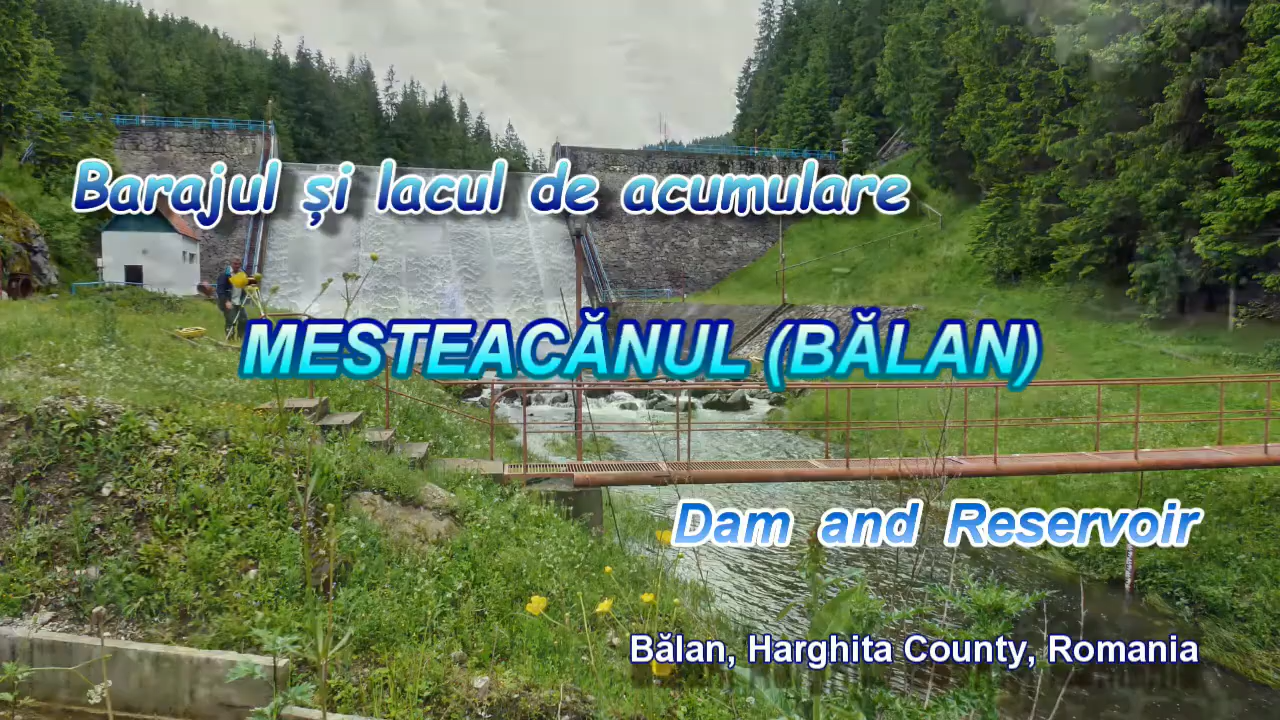 Barajul și lacul de acumulare
MESTEACĂNUL (BĂLAN)
Dam and Reservoir
Bălan, Harghita County, Romania